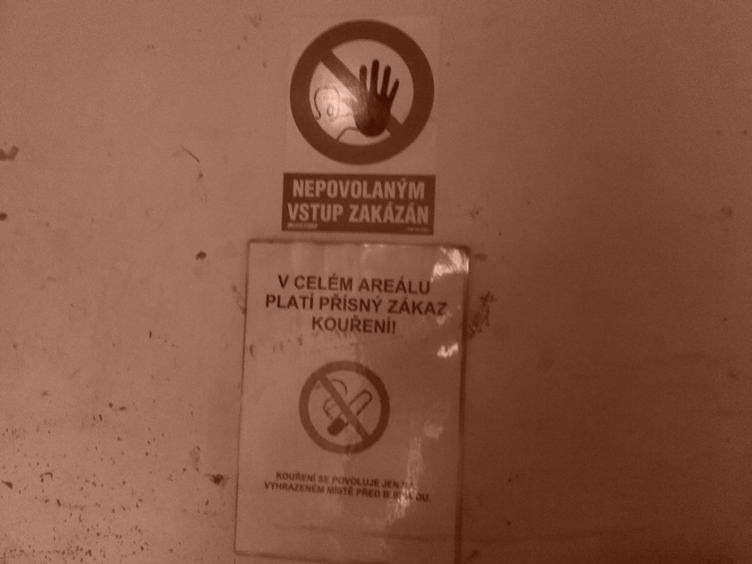 NEPOVOLANÝM
VSTUP ZAKÁZÁN
V CELÉM AREÁLU
PLATÍ PŘÍSNÝ ZÁKAZ
KOUŘENÍ!
KOUŘENÍ SE POVOLUJE JEN NA
VYHRAZENÉM MÍSTĚ PŘED